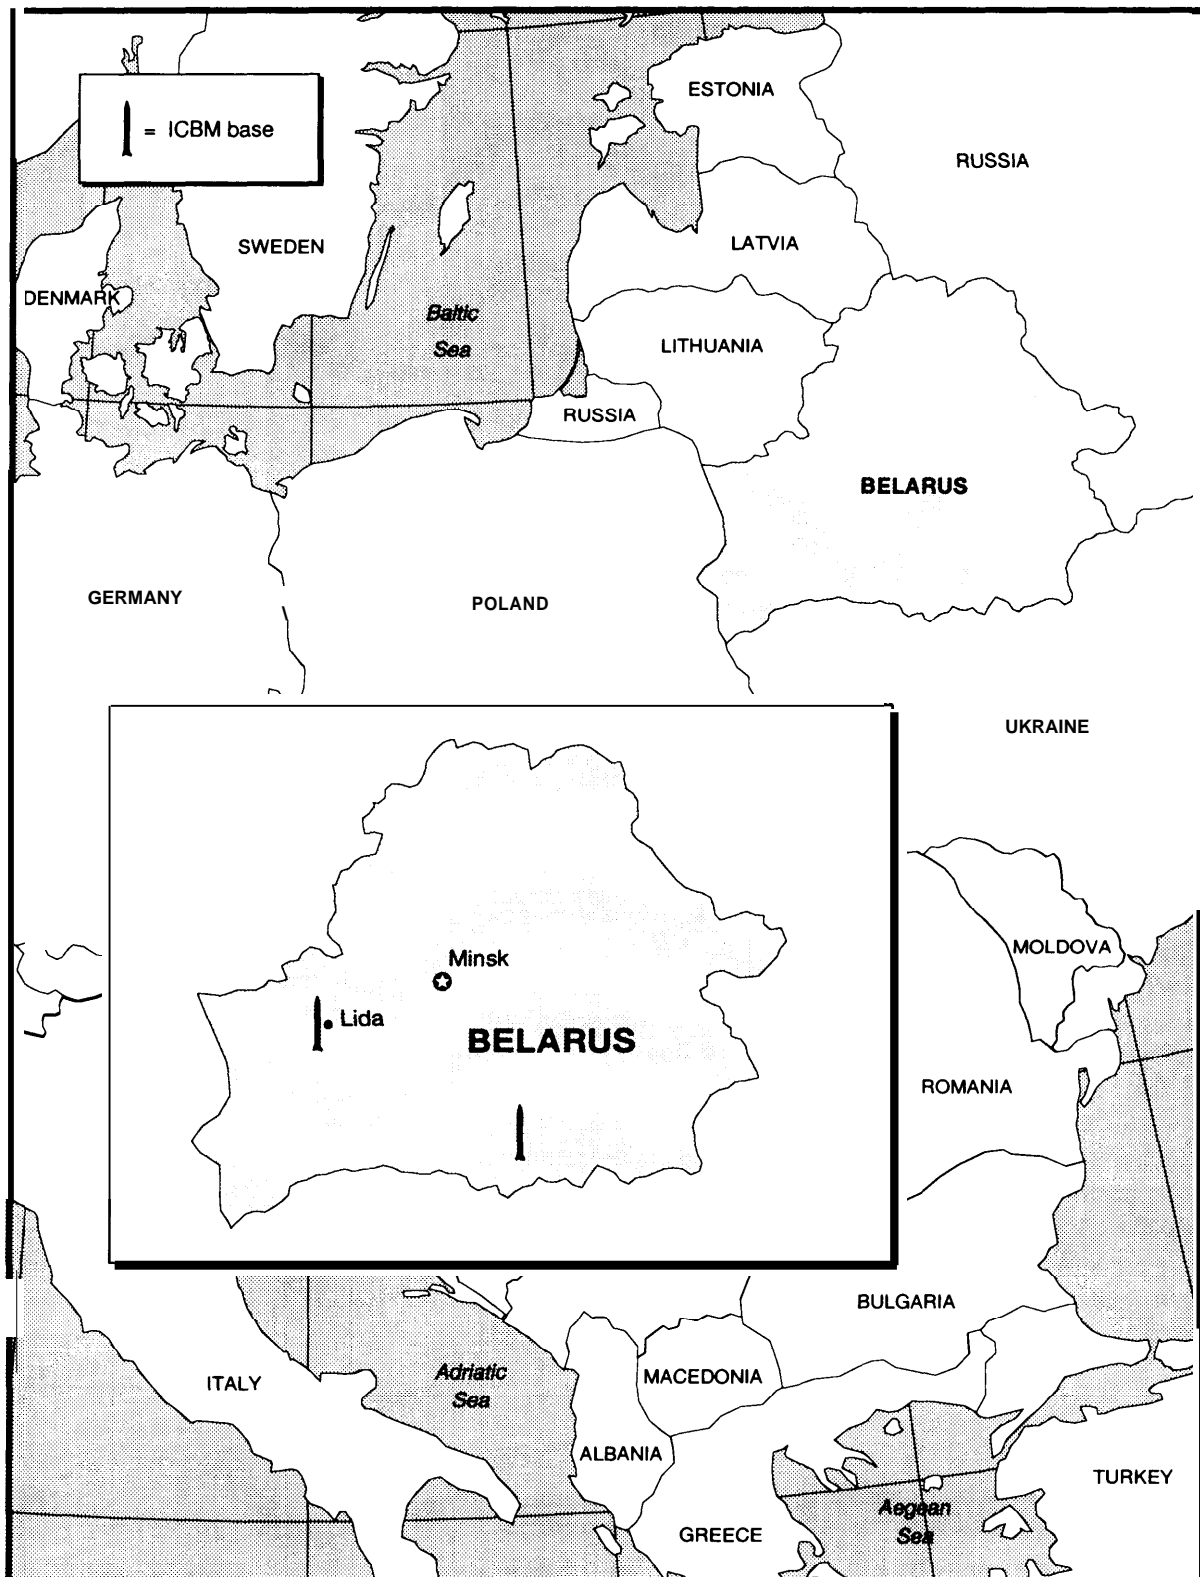 ESTONIA
= ICBM base
RUSSIA
SWEDEN
LATVIA
DENMARK
Baltic
Sea
LITHUANIA
RUSSIA
BELARUS
GERMANY
POLAND
UKRAINE
Minsk
Lida
BELARUS
MOLDOVA
ROMANIA
BULGARIA
ITALY
Adriatic
Sea
MACEDONIA
ALBANIA
TURKEY
Aegean
Sea
GREECE